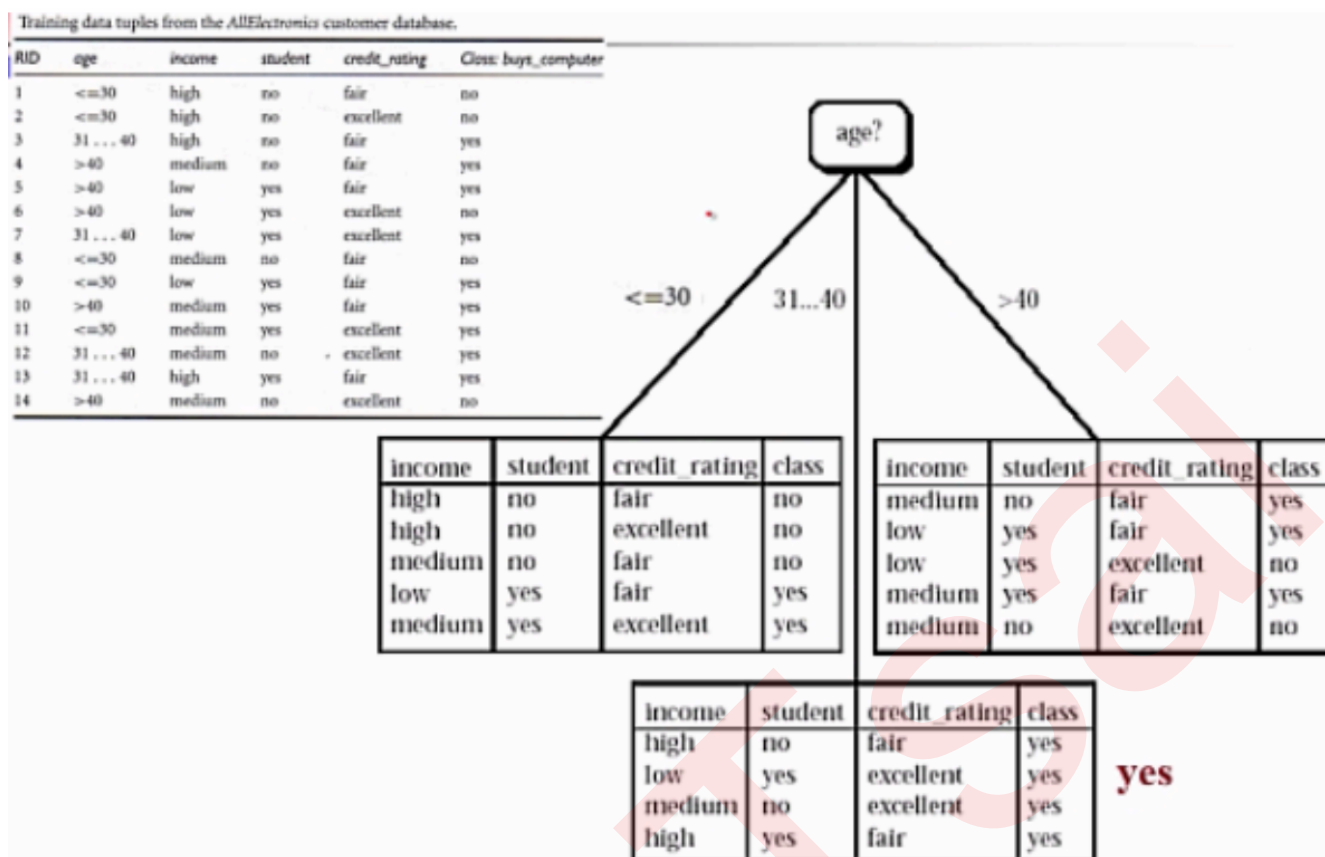 Training data tuples from the AllElectronics customer database.
RID age income student credit_rating Class: buys_computer
1 <=30 high no fair no
2 <=30 high no excellent no
3 31 . . . 40 high no fair yes
4 >40 medium no fair yes
5 >40 low yes fair yes
6 >40 low yes excellent no
7 31 . . . 40 low yes excellent yes
8 <=30 medium no fair no
9 <=30 low yes fair yes
10 >40 medium yes fair yes
11 <=30 medium yes excellent yes
12 31 . . . 40 medium no excellent yes
13 31 . . . 40 high yes fair yes
14 >40 medium no excellent no
age?
<=30 31...40 >40
income student credit_rating class
high no fair no
high no excellent no
medium no fair no
low yes fair yes
medium yes excellent yes
income student credit_rating class
medium no fair yes
low yes fair yes
low yes excellent no
medium yes fair yes
medium no excellent no
income student credit_rating class
high no fair yes
low yes excellent yes
medium no excellent yes
high yes fair yes
yes
Tsai